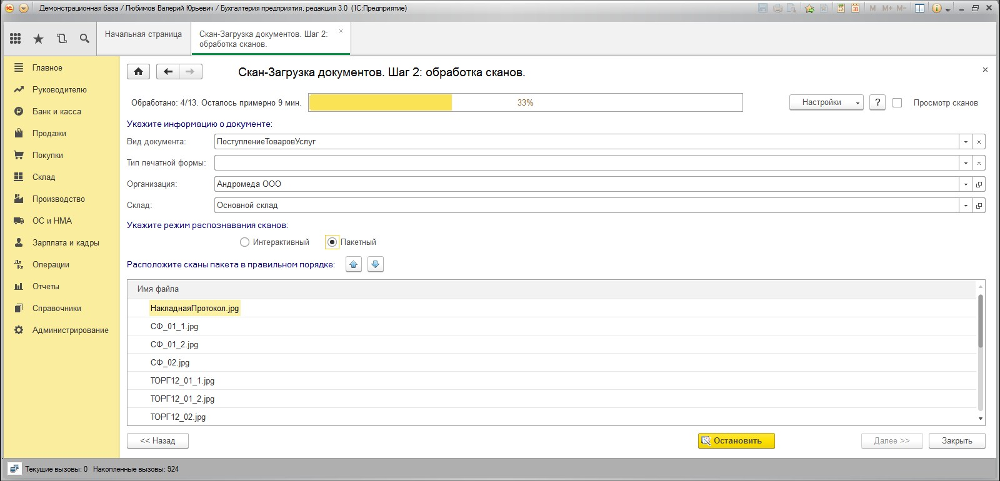 Демонстрационная база / Любимов Валерий Юрьевич / Бухгалтерия предприятия, редакция 3.0 (1С:Предприятие)
M M+ M-
Начальная страница
Скан-Загрузка документов. Шаг 2:
обработка сканов.
Главное
Руководителю
Банк и касса
Продажи
Покупки
Склад
Производство
ОС и НМА
Зарплата и кадры
Операции
Отчеты
Справочники
Администрирование
Скан-Загрузка документов. Шаг 2: обработка сканов.
Обработано: 4/13. Осталось примерно 9 мин.
33%
Настройки
?
Просмотр сканов
Укажите информацию о документе:
Вид документа:
ПоступлениеТоваровУслуг
Тип печатной формы:
Организация:
Андромеда ООО
Склад:
Основной склад
Укажите режим распознавания сканов:
Интерактивный
Пакетный
Расположите сканы пакета в правильном порядке:
Имя файла
НакладнаяПротокол.jpg
СФ_01_1.jpg
СФ_01_2.jpg
СФ_02.jpg
ТОРГ12_01_1.jpg
ТОРГ12_01_2.jpg
ТОРГ12_02.jpg
<< Назад
Остановить
Далее >>
Закрыть
Текущие вызовы: 0 Накопленные вызовы: 924